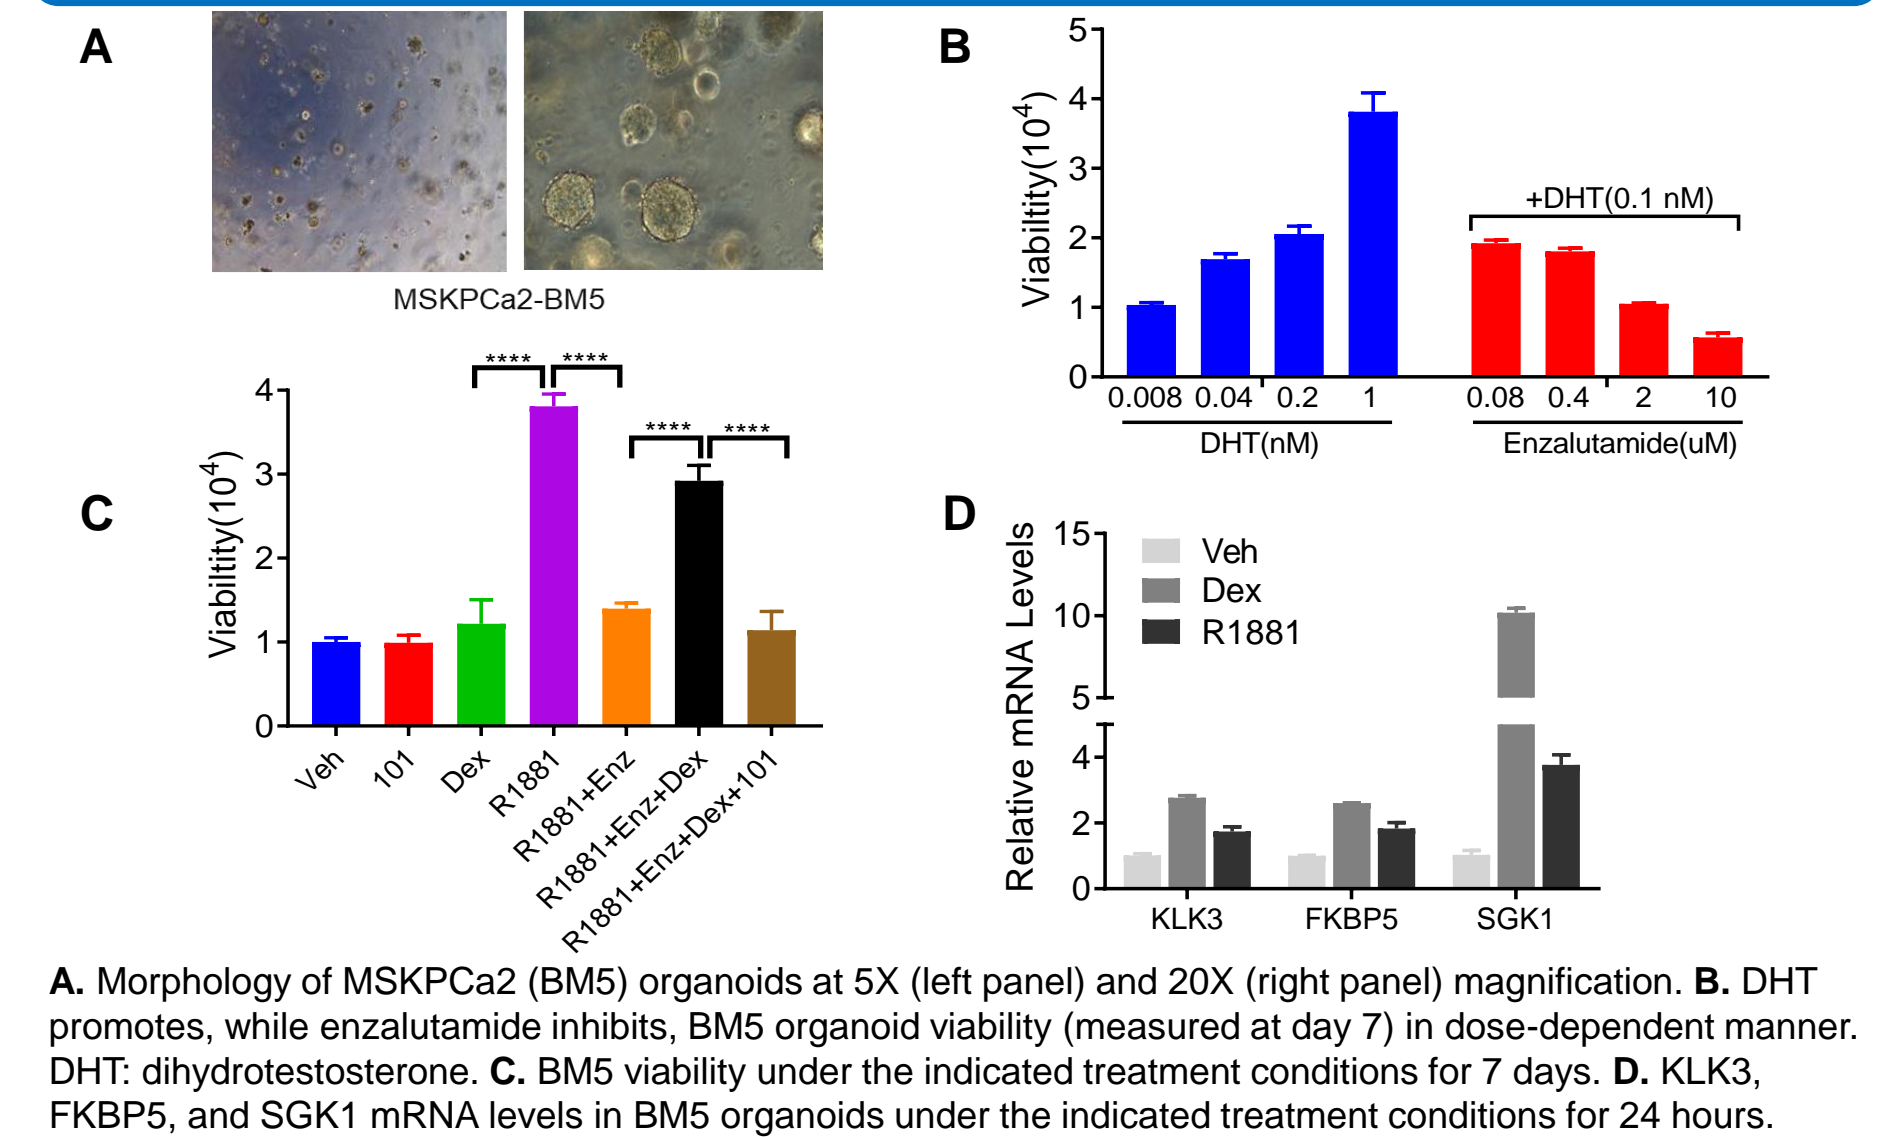 A
MSKPCa2-BM5
B
Viabiltity(10⁴)
5
4
3
2
1
0
+DHT(0.1 nM)
0.008 0.04 0.2 1 0.08 0.4 2 10
DHT(nM) Enzalutamide(uM)
C
Viabiltity(10⁴)
**** ****
**** ****
4
3
2
1
0
Veh
101
Dex
R1881
R1881+Enz
R1881+Enz+Dex
R1881+Enz+Dex+101
D
Relative mRNA Levels
15
10
5
4
2
0
Veh
Dex
R1881
KLK3 FKBP5 SGK1
A. Morphology of MSKPCa2 (BM5) organoids at 5X (left panel) and 20X (right panel) magnification. B. DHT
promotes, while enzalutamide inhibits, BM5 organoid viability (measured at day 7) in dose-dependent manner.
DHT: dihydrotestosterone. C. BM5 viability under the indicated treatment conditions for 7 days. D. KLK3,
FKBP5, and SGK1 mRNA levels in BM5 organoids under the indicated treatment conditions for 24 hours.